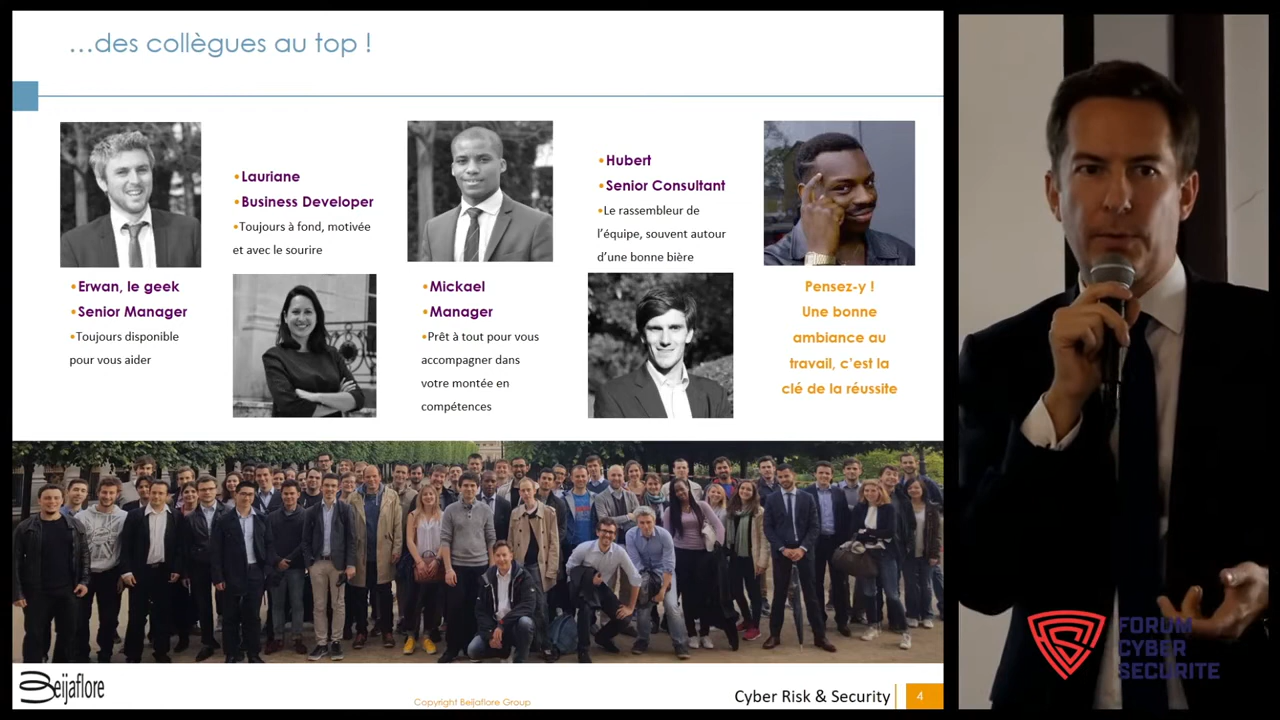 …des collègues au top !
•Erwan, le geek
•Senior Manager
•Toujours disponible
pour vous aider
•Lauriane
•Business Developer
•Toujours à fond, motivée
et avec le sourire
•Mickael
•Manager
•Prêt à tout pour vous
accompagner dans
votre montée en
compétences
•Hubert
•Senior Consultant
•Le rassembleur de
l'équipe, souvent autour
d'une bonne bière
Pensez-y !
Une bonne
ambiance au
travail, c'est la
clé de la réussite
Beijaflore
Copyright Beijaflore Group
Cyber Risk & Security
4
FORUM
CYBER
SECURITE